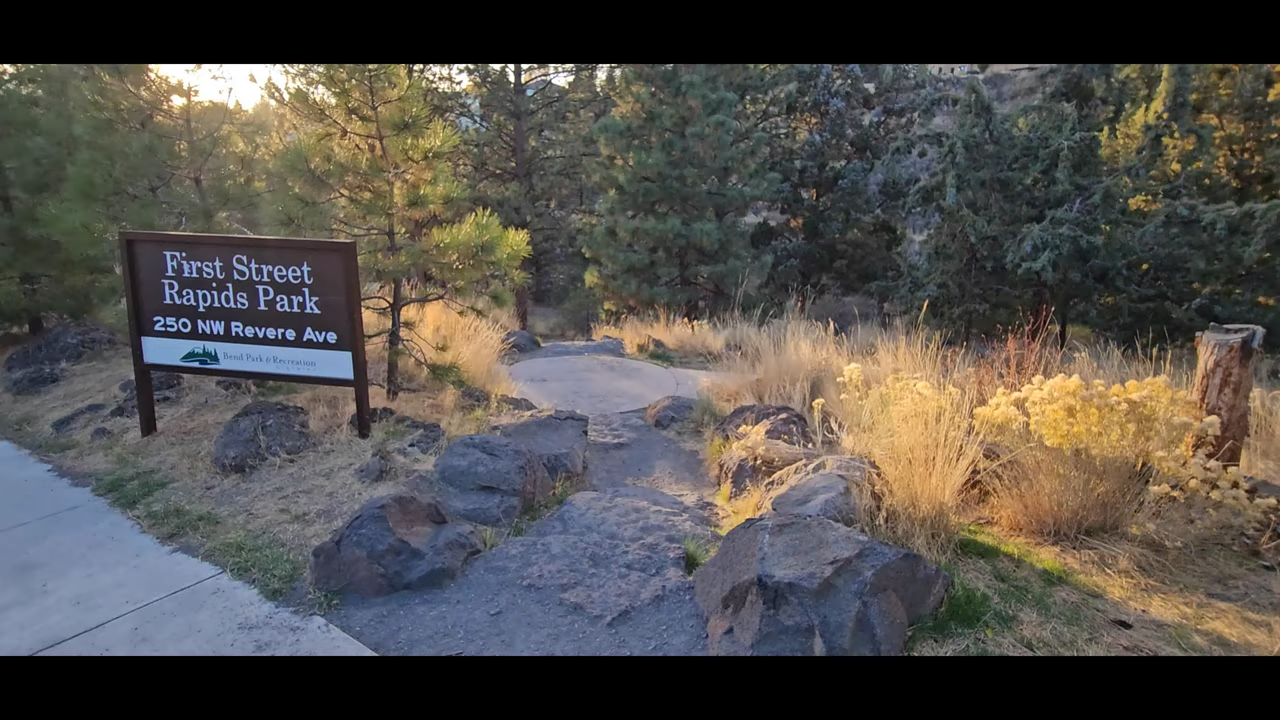 First Street
Rapids Park
250 NW Revere Ave
Bend Park & Recreation